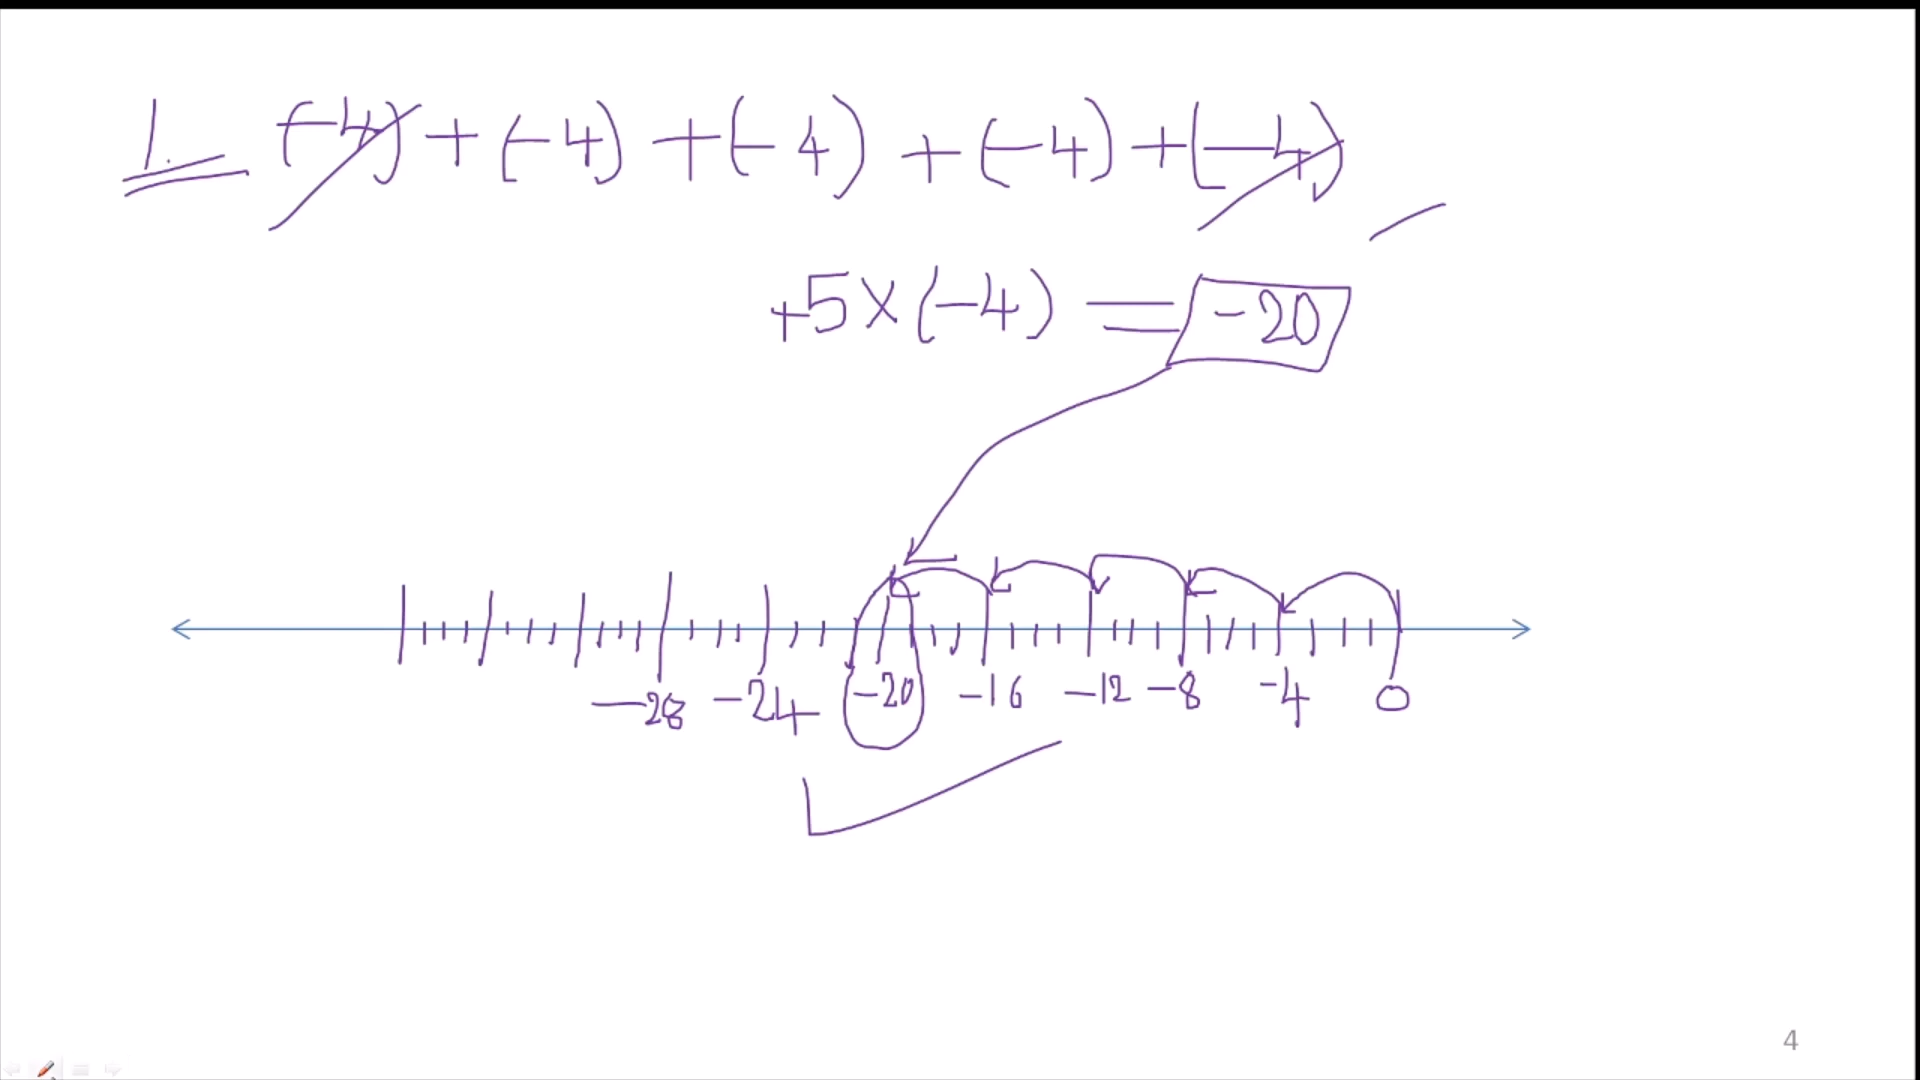 1. (-4) + (-4) + (-4) + (-4) + (-4)
+5 × (-4) = -20
-28 -24 -20 -16 -12 -8 -4 0
4